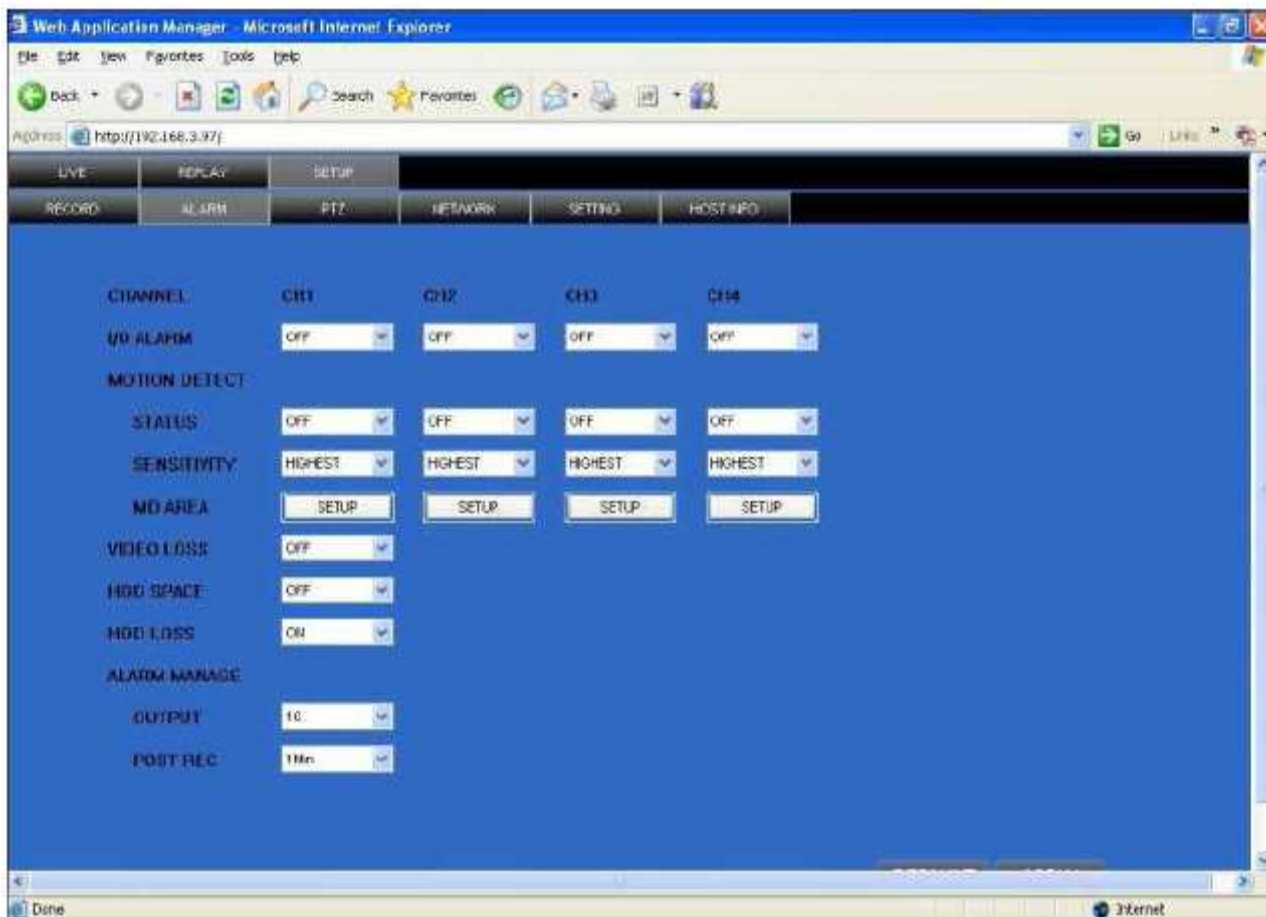 Web Application Manager - Microsoft Internet Explorer
File Edit View Favorites Tools Help
Back Search Favorites
Address http://192.168.3.97/ Go Links »
LIVE REPLAY SETUP
RECORD ALARM PTZ NETWORK SETTING HOST INFO
CHANNEL CH1 CH2 CH3 CH4
I/O ALARM OFF OFF OFF OFF
MOTION DETECT
STATUS OFF OFF OFF OFF
SENSITIVITY HIGHEST HIGHEST HIGHEST HIGHEST
MD AREA SETUP SETUP SETUP SETUP
VIDEO LOSS OFF
HDD SPACE OFF
HDD LOSS ON
ALARM MANAGE
OUTPUT 10
POST REC 1Min
Done Internet